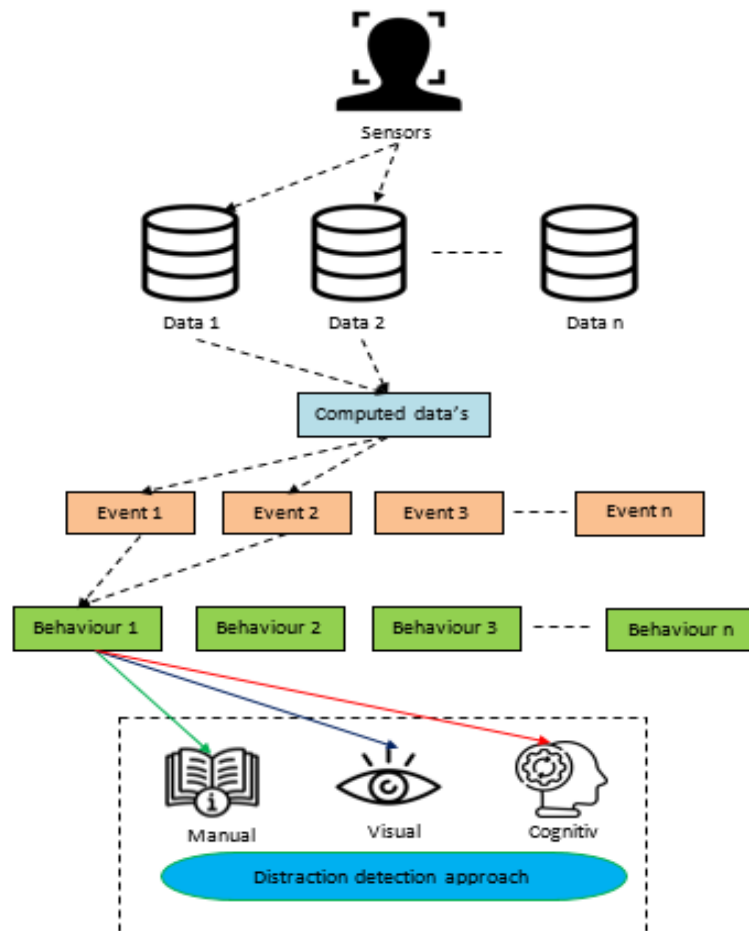 Sensors
Data 1
Data 2
Data n
Computed data's
Event 1
Event 2
Event 3
Event n
Behaviour 1
Behaviour 2
Behaviour 3
Behaviour n
i
Manual
Visual
Cognitiv
Distraction detection approach